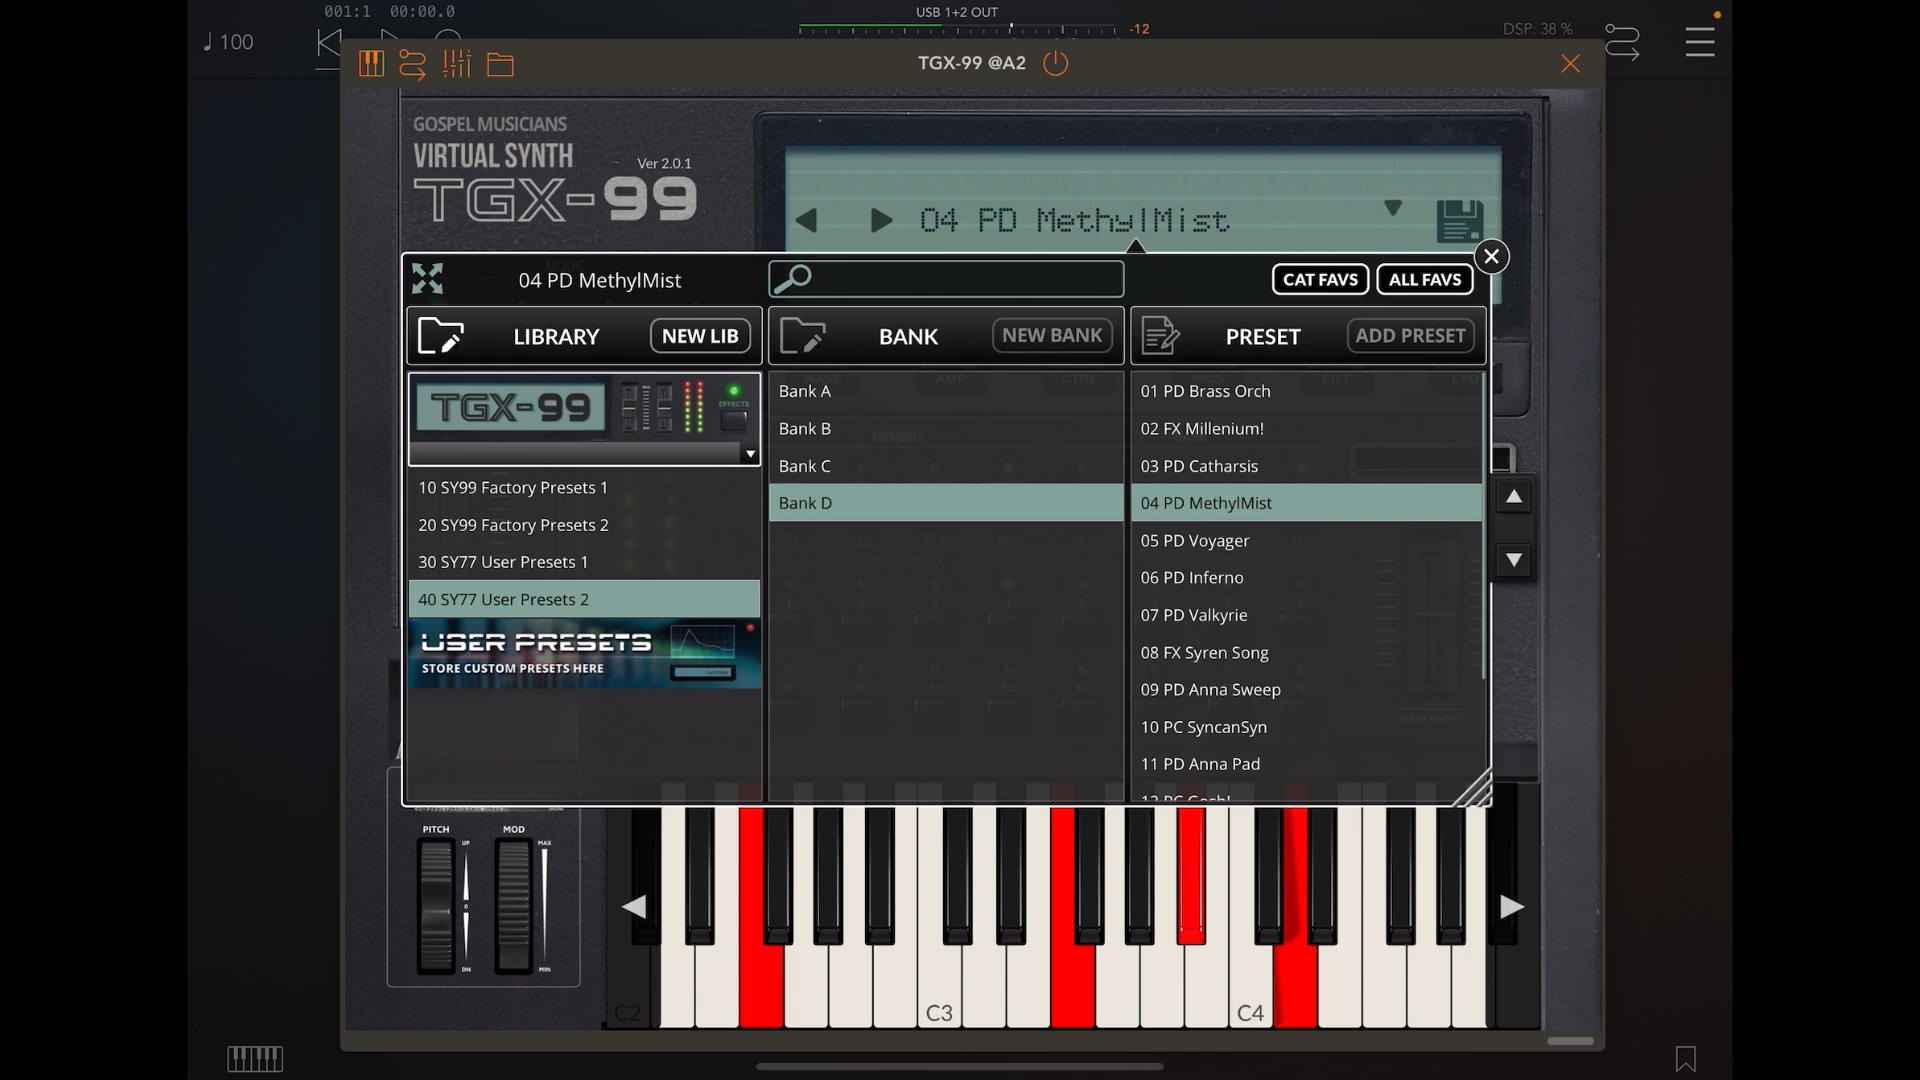 001:1 00:00.0
USB 1+2 OUT
-12
100
DSP: 38 %
TGX-99 @A2
GOSPEL MUSICIANS
VIRTUAL SYNTH
Ver 2.0.1
TGX-99
04 PD MethylMist
04 PD MethylMist
CAT FAVS
ALL FAVS
LIBRARY
NEW LIB
BANK
NEW BANK
PRESET
ADD PRESET
TGX-99
EFFECTS
10 SY99 Factory Presets 1
20 SY99 Factory Presets 2
30 SY77 User Presets 1
40 SY77 User Presets 2
USER PRESETS
STORE CUSTOM PRESETS HERE
Bank A
Bank B
Bank C
Bank D
01 PD Brass Orch
02 FX Millenium!
03 PD Catharsis
04 PD MethylMist
05 PD Voyager
06 PD Inferno
07 PD Valkyrie
08 FX Syren Song
09 PD Anna Sweep
10 PC SyncanSyn
11 PD Anna Pad
PITCH
UP
0
DN
MOD
MAX
MIN
C2
C3
C4